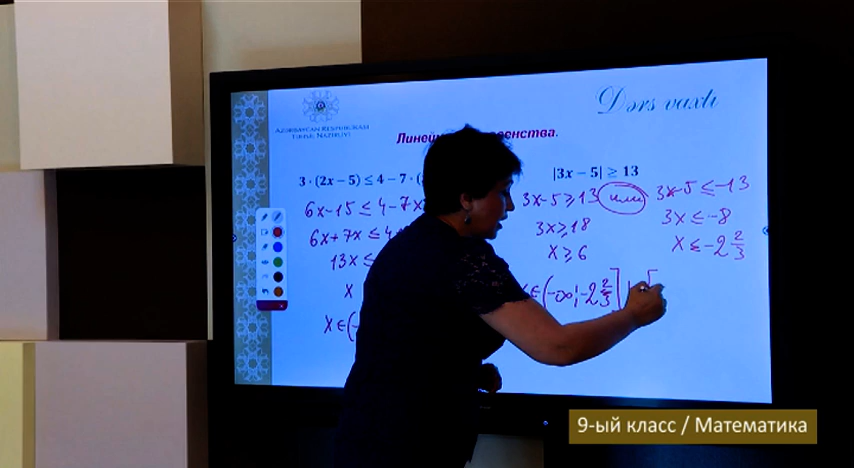 Dərs vaxtı
AZƏRBAYCAN RESPUBLİKASI
TƏHSİL NAZİRLİYİ
3 · (2x − 5) ≤ 4 − 7 · (
6x − 15 ≤ 4 − 7x
6x + 7x ≤ 4
13x ≤
x
x ∈ (−
|3x − 5| ≥ 13
3x − 5 ≥ 13 или 3x − 5 ≤ −13
3x ≥ 18 3x ≤ −8
x ≥ 6 x ≤ −2 2/3
x ∈ (−∞; −2 2/3] [
9-ый класс / Математика